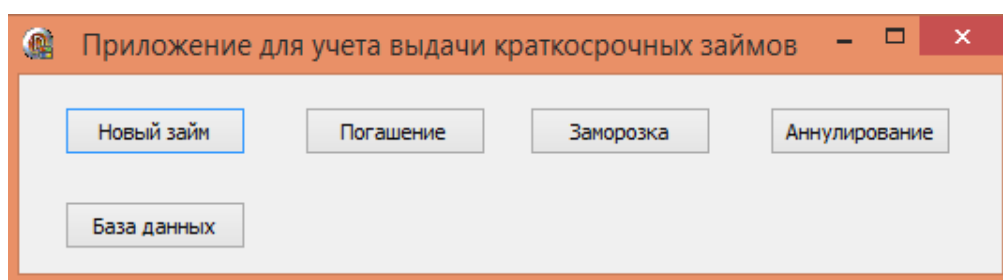 Приложение для учета выдачи краткосрочных займов
Новый займ Погашение Заморозка Аннулирование
База данных